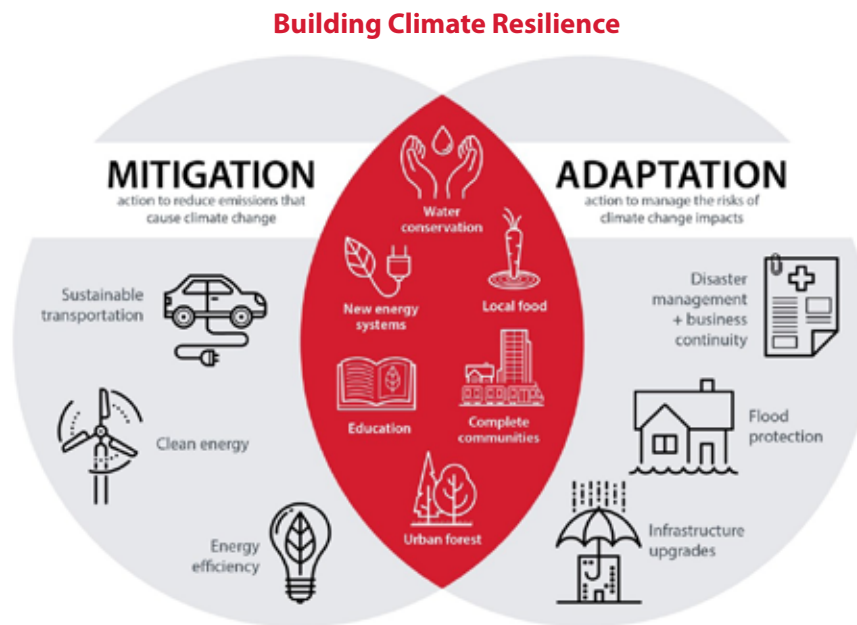 Building Climate Resilience
MITIGATION
action to reduce emissions that
cause climate change
Sustainable
transportation
Clean energy
Energy
efficiency
Water
conservation
New energy
systems
Local food
Education
Complete
communities
Urban forest
ADAPTATION
action to manage the risks of
climate change impacts
Disaster
management
+ business
continuity
Flood
protection
Infrastructure
upgrades